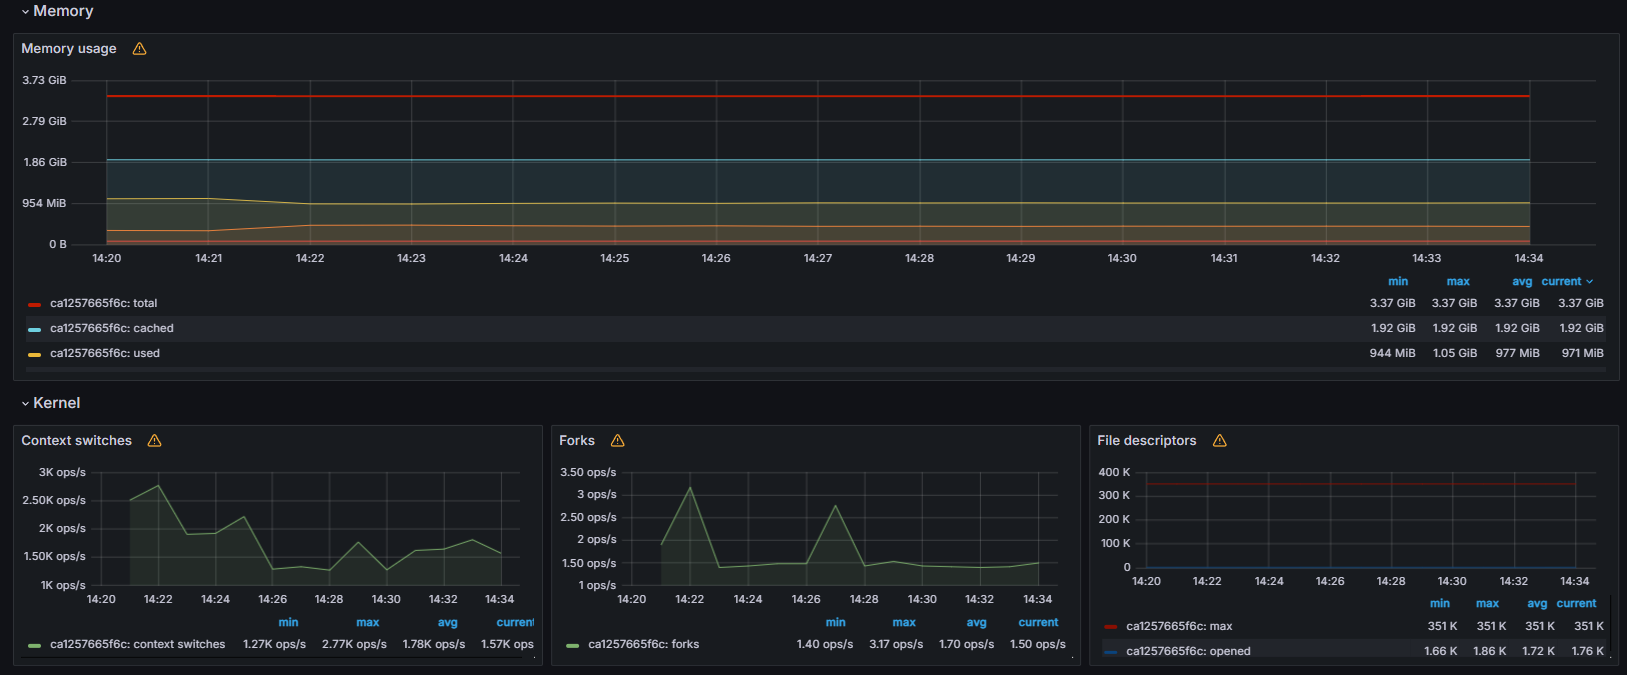 Memory
Memory usage
3.73 GiB
2.79 GiB
1.86 GiB
954 MiB
0 B
14:20 14:21 14:22 14:23 14:24 14:25 14:26 14:27 14:28 14:29 14:30 14:31 14:32 14:33 14:34
min max avg current
ca1257665f6c: total 3.37 GiB 3.37 GiB 3.37 GiB 3.37 GiB
ca1257665f6c: cached 1.92 GiB 1.92 GiB 1.92 GiB 1.92 GiB
ca1257665f6c: used 944 MiB 1.05 GiB 977 MiB 971 MiB
Kernel
Context switches
3K ops/s
2.50K ops/s
2K ops/s
1.50K ops/s
1K ops/s
14:20 14:22 14:24 14:26 14:28 14:30 14:32 14:34
min max avg current
ca1257665f6c: context switches 1.27K ops/s 2.77K ops/s 1.78K ops/s 1.57K ops
Forks
3.50 ops/s
3 ops/s
2.50 ops/s
2 ops/s
1.50 ops/s
1 ops/s
14:20 14:22 14:24 14:26 14:28 14:30 14:32 14:34
min max avg current
ca1257665f6c: forks 1.40 ops/s 3.17 ops/s 1.70 ops/s 1.50 ops/s
File descriptors
400 K
300 K
200 K
100 K
0
14:20 14:22 14:24 14:26 14:28 14:30 14:32 14:34
min max avg current
ca1257665f6c: max 351 K 351 K 351 K 351 K
ca1257665f6c: opened 1.66 K 1.86 K 1.72 K 1.76 K